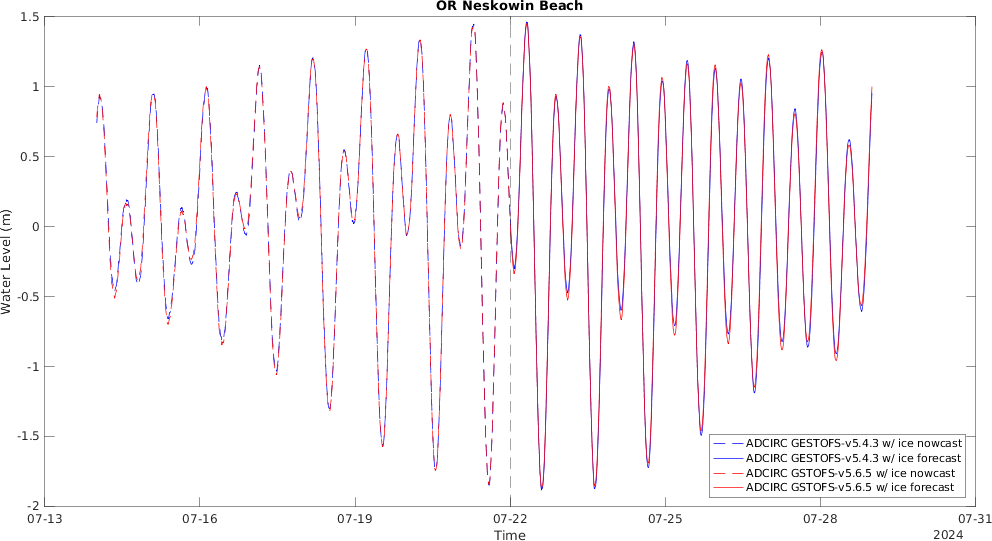 OR Neskowin Beach
Water Level (m)
1.5
1
0.5
0
-0.5
-1
-1.5
-2
ADCIRC GESTOFS-v5.4.3 w/ ice nowcast
ADCIRC GESTOFS-v5.4.3 w/ ice forecast
ADCIRC GSTOFS-v5.6.5 w/ ice nowcast
ADCIRC GSTOFS-v5.6.5 w/ ice forecast
07-13 07-16 07-19 07-22 07-25 07-28 07-31
Time
2024